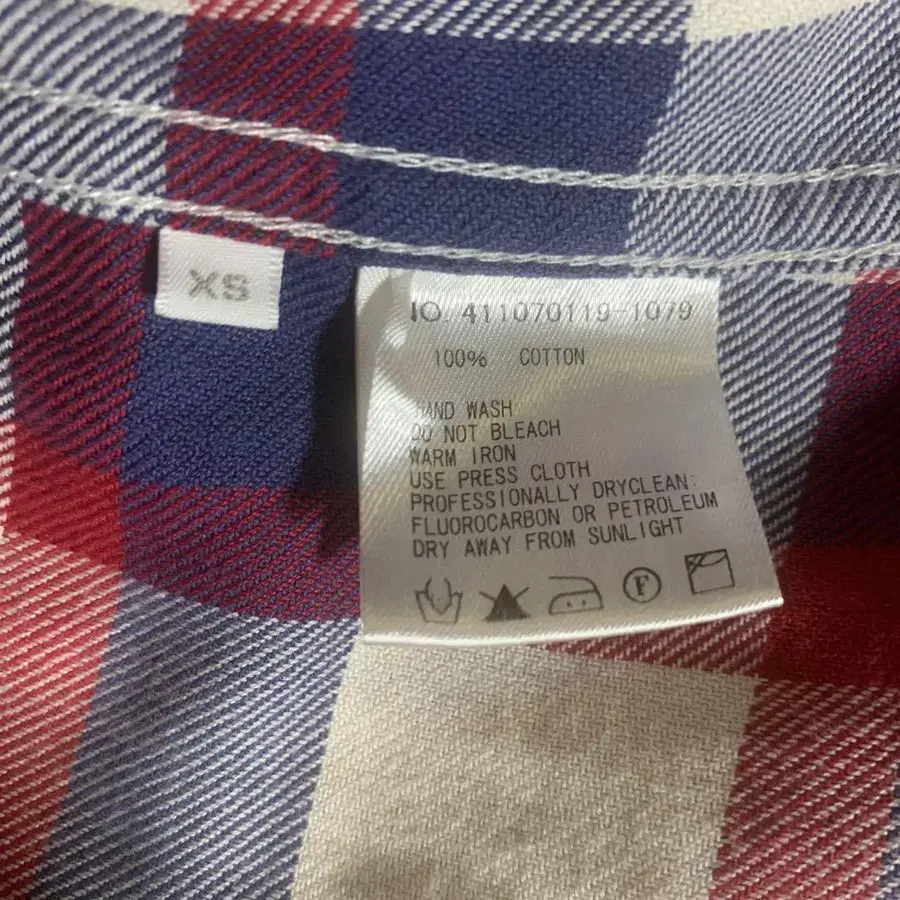 XS
NO. 411070119-1079
100% COTTON
HAND WASH
DO NOT BLEACH
WARM IRON
USE PRESS CLOTH
PROFESSIONALLY DRYCLEAN:
FLUOROCARBON OR PETROLEUM
DRY AWAY FROM SUNLIGHT
F